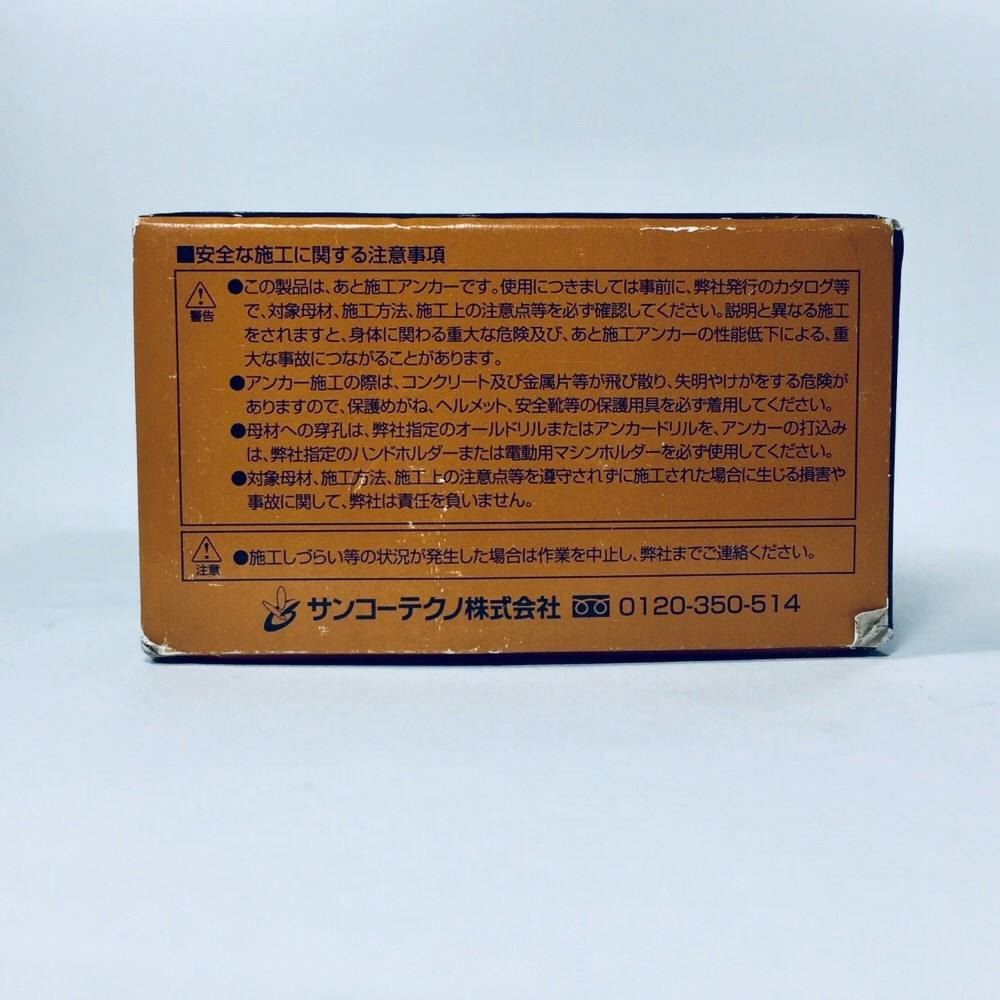 ■安全な施工に関する注意事項
警告
●この製品は、あと施工アンカーです。使用につきましては事前に、弊社発行のカタログ等
で、対象母材、施工方法、施工上の注意点等を必ず確認してください。説明と異なる施工
をされますと、身体に関わる重大な危険及び、あと施工アンカーの性能低下による、重
大な事故につながることがあります。
●アンカー施工の際は、コンクリート及び金属片等が飛び散り、失明やけがをする危険が
ありますので、保護めがね、ヘルメット、安全靴等の保護用具を必ず着用してください。
●母材への穿孔は、弊社指定のオールドリルまたはアンカードリルを、アンカーの打込み
は、弊社指定のハンドホルダーまたは電動用マシンホルダーを必ず使用してください。
●対象母材、施工方法、施工上の注意点等を遵守されずに施工された場合に生じる損害や
事故に関して、弊社は責任を負いません。
注意
●施工しづらい等の状況が発生した場合は作業を中止し、弊社までご連絡ください。
サンコーテクノ株式会社 0120-350-514